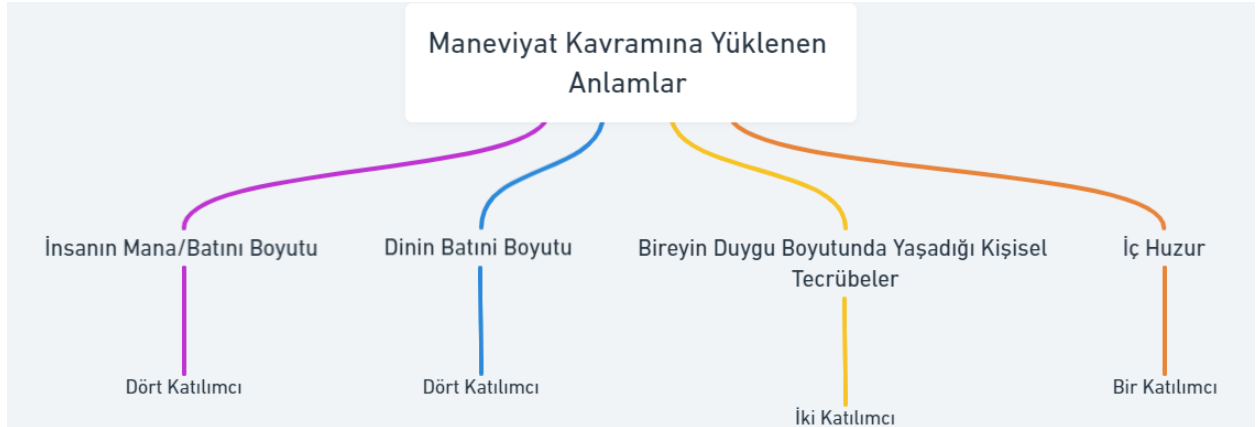 Maneviyat Kavramına Yüklenen
Anlamlar
İnsanın Mana/Batını Boyutu
Dinin Batıni Boyutu
Bireyin Duygu Boyutunda Yaşadığı Kişisel
Tecrübeler
İç Huzur
Dört Katılımcı
Dört Katılımcı
İki Katılımcı
Bir Katılımcı